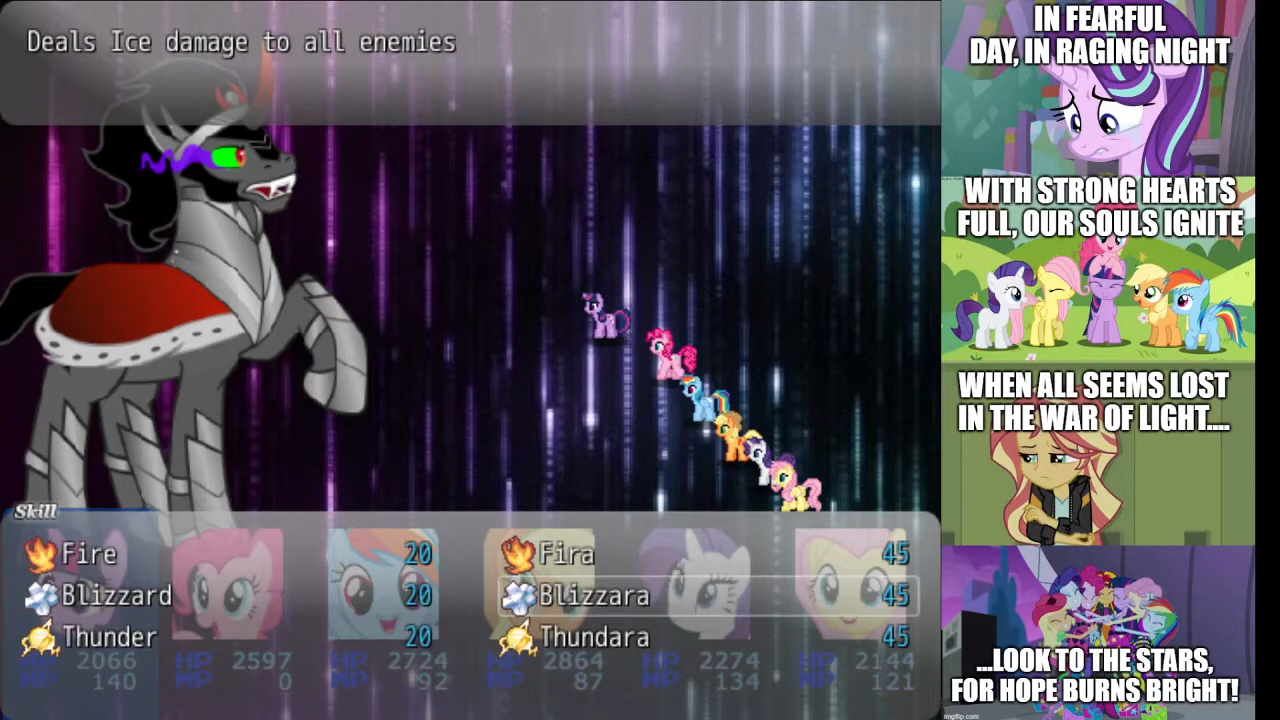 Deals Ice damage to all enemies
Skill
Fire 20 Fira 45
Blizzard 20 Blizzara 45
Thunder 20 Thundara 45
HP 2066 HP 2597 HP 2724 HP 2864 HP 2274 HP 2144
MP 140 MP 0 MP 92 MP 87 MP 134 MP 121
IN FEARFUL
DAY, IN RAGING NIGHT
WITH STRONG HEARTS
FULL, OUR SOULS IGNITE
WHEN ALL SEEMS LOST
IN THE WAR OF LIGHT....
...LOOK TO THE STARS,
FOR HOPE BURNS BRIGHT!
imgflip.com